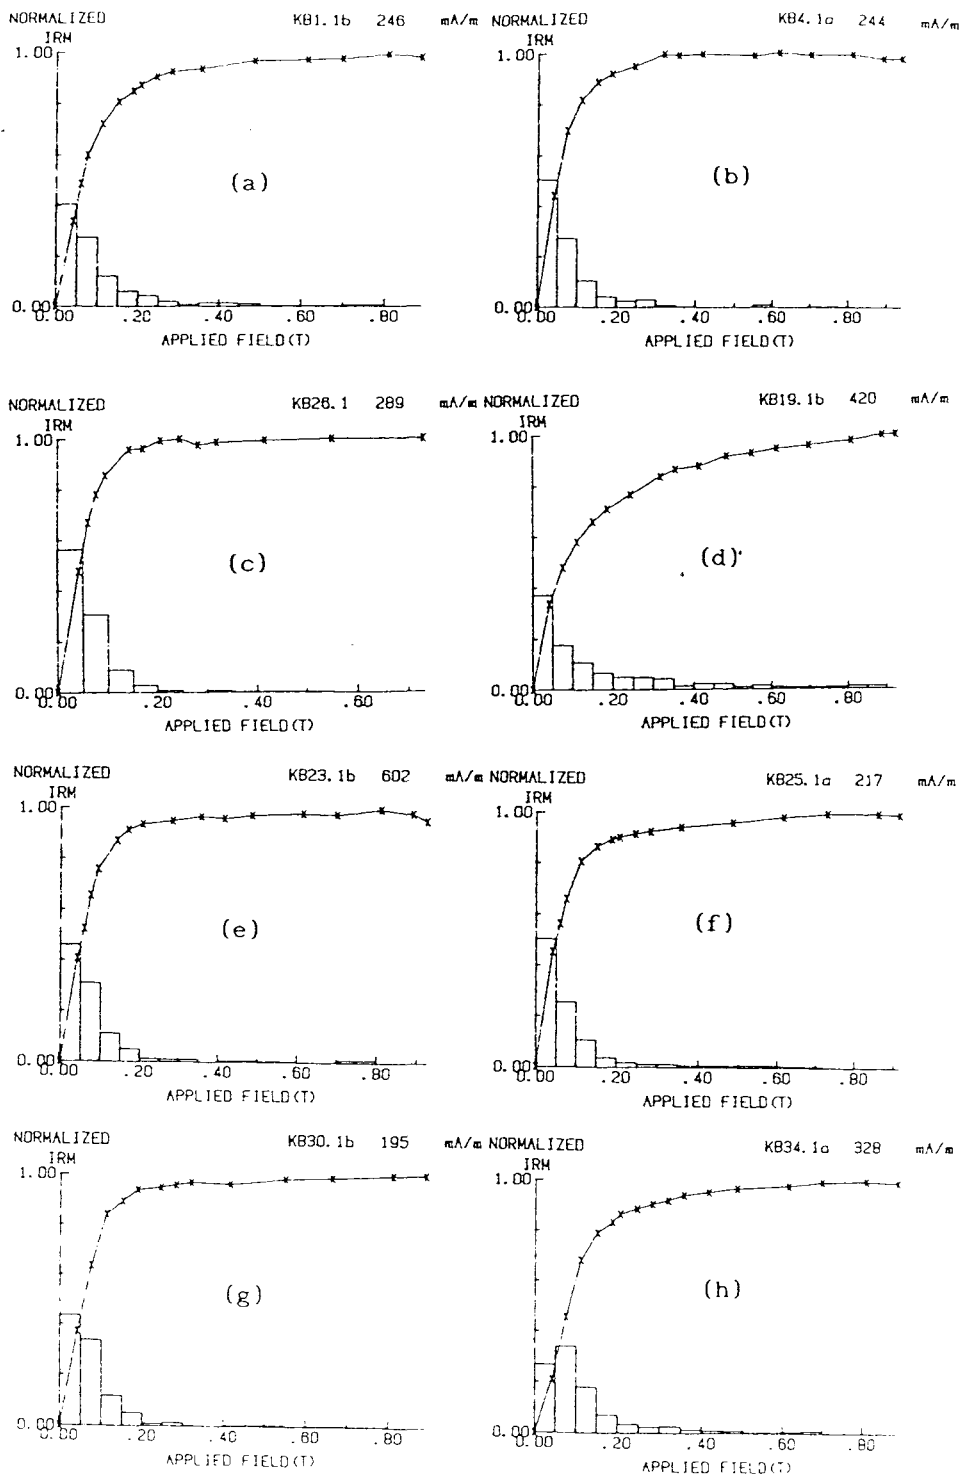 NORMALIZED IRM KB1.1b 246 mA/m
1.00
(a)
0.00
0.00 .20 .40 .60 .80
APPLIED FIELD(T)
KB4.1a 244 mA/m
1.00
(b)
0.00
0.00 .20 .40 .60 .80
APPLIED FIELD(T)
NORMALIZED IRM KB26.1 289 mA/m
1.00
(c)
0.00
0.00 .20 .40 .60
APPLIED FIELD(T)
NORMALIZED IRM KB19.1b 420 mA/m
1.00
(d)
0.00
0.00 .20 .40 .60 .80
APPLIED FIELD(T)
NORMALIZED IRM KB23.1b 602 mA/m
1.00
(e)
0.00
0.00 .20 .40 .60 .80
APPLIED FIELD(T)
NORMALIZED IRM KB25.1a 217 mA/m
1.00
(f)
0.00
0.00 .20 .40 .60 .80
APPLIED FIELD(T)
NORMALIZED IRM KB30.1b 195 mA/m
1.00
(g)
0.00
0.00 .20 .40 .60 .80
APPLIED FIELD(T)
NORMALIZED IRM KB34.1a 328 mA/m
1.00
(h)
0.00
0.00 .20 .40 .60 .80
APPLIED FIELD(T)